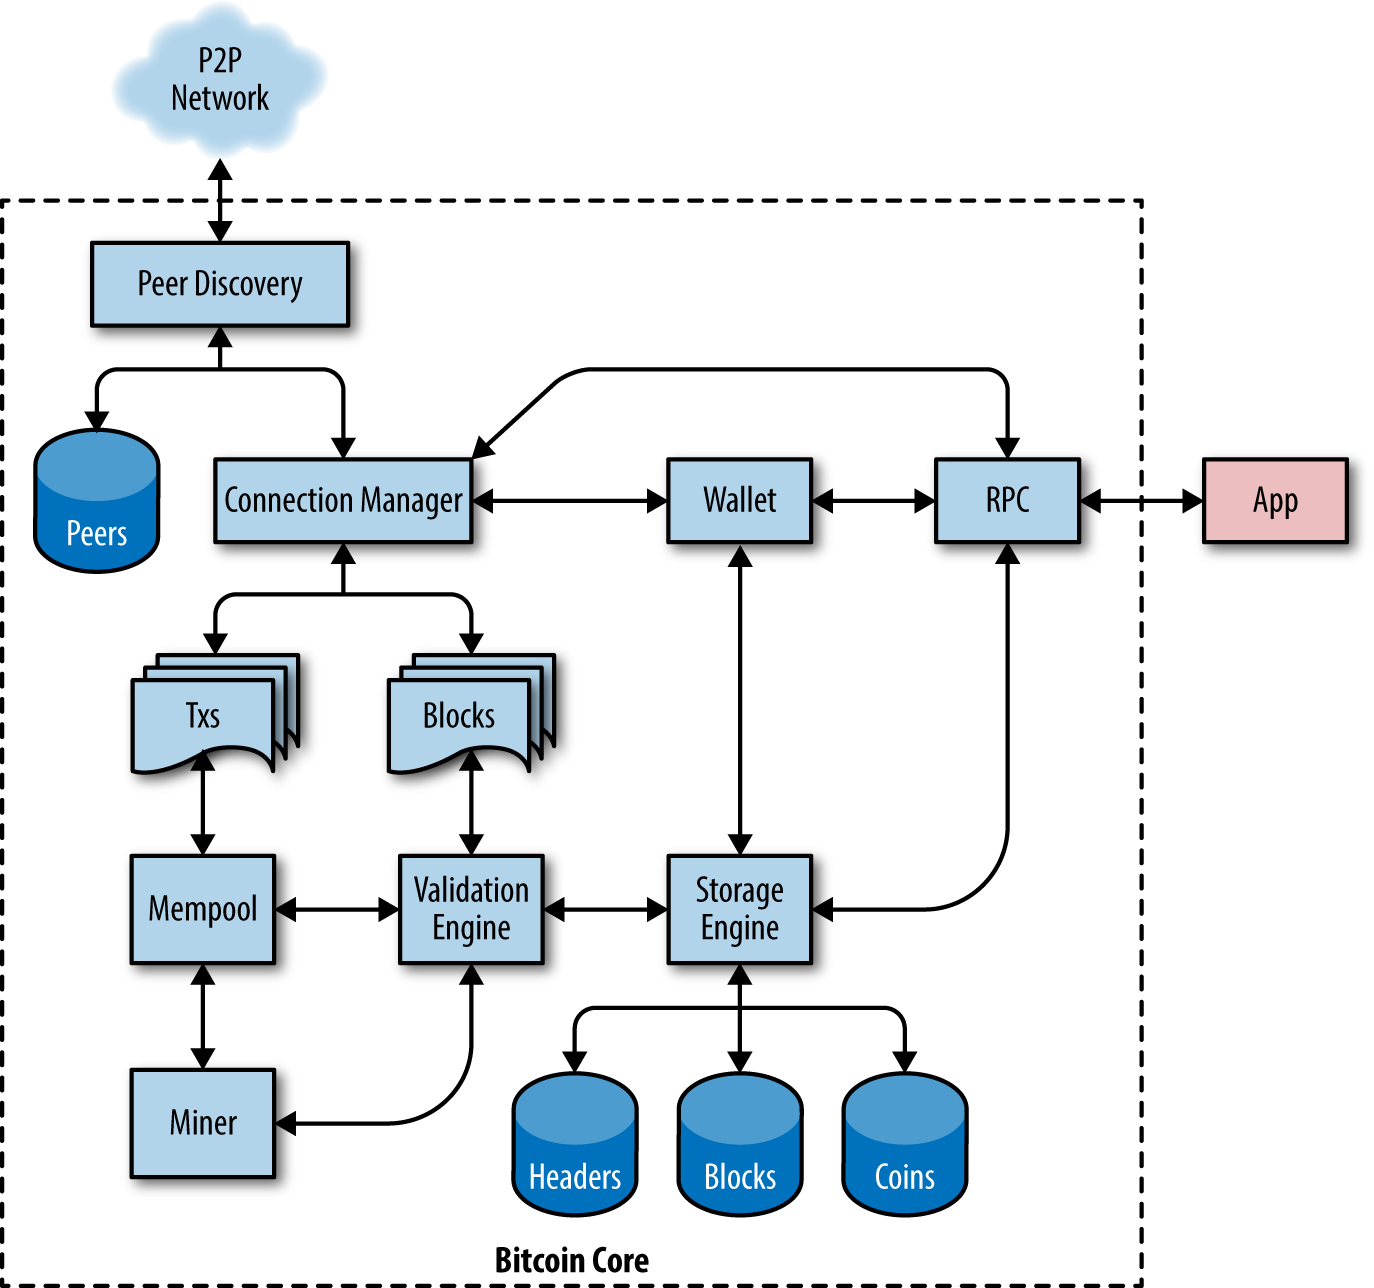 P2P
Network
Peer Discovery
Peers
Connection Manager
Wallet
RPC
App
Txs
Blocks
Mempool
Validation
Engine
Storage
Engine
Miner
Headers
Blocks
Coins
Bitcoin Core